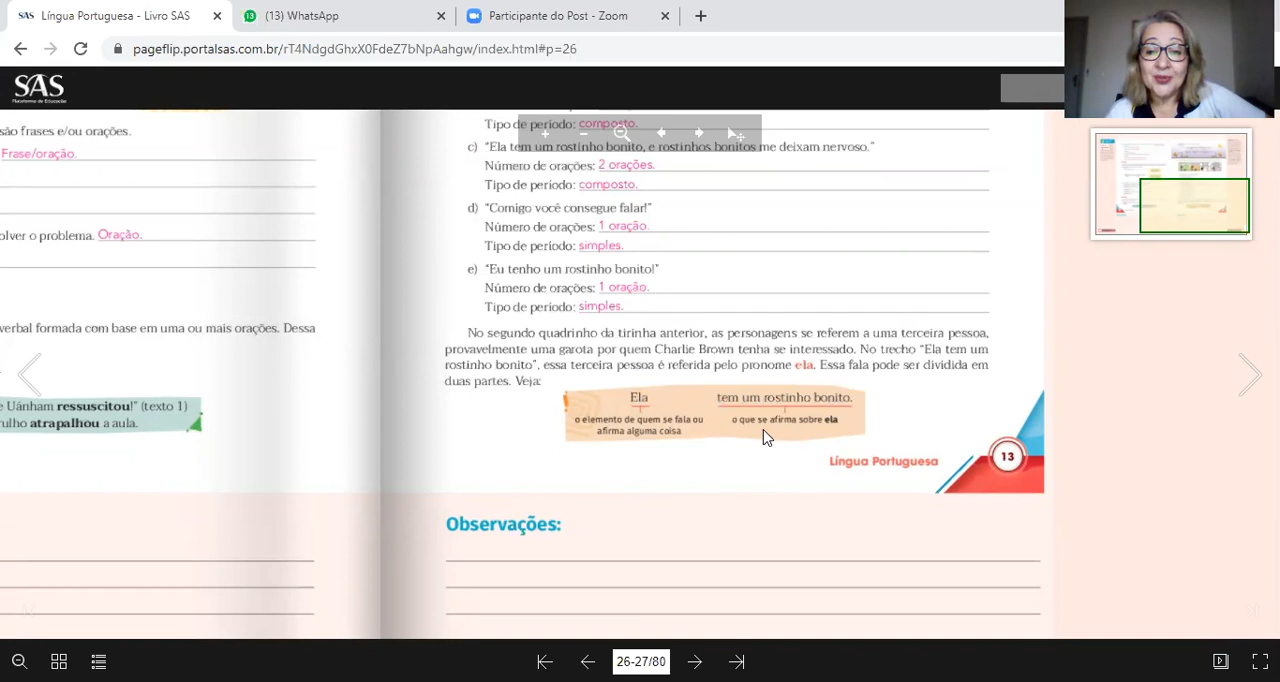 Língua Portuguesa - Livro SAS
(13) WhatsApp
Participante do Post - Zoom
pageflip.portalsas.com.br/rT4NdgdGhxX0FdeZ7bNpAahgw/index.html#p=26
SAS
Plataforma de Educação
são frases e/ou orações.
Frase/oração.
olver o problema. Oração.
verbal formada com base em uma ou mais orações. Dessa
e Uánham ressuscitou!” (texto 1)
rulho atrapalhou a aula.
Tipo de período: composto.
c) “Ela tem um rostinho bonito, e rostinhos bonitos me deixam nervoso.”
Número de orações: 2 orações.
Tipo de período: composto.
d) “Comigo você consegue falar!”
Número de orações: 1 oração.
Tipo de período: simples.
e) “Eu tenho um rostinho bonito!”
Número de orações: 1 oração.
Tipo de período: simples.
No segundo quadrinho da tirinha anterior, as personagens se referem a uma terceira pessoa,
provavelmente uma garota por quem Charlie Brown tenha se interessado. No trecho “Ela tem um
rostinho bonito”, essa terceira pessoa é referida pelo pronome ela. Essa fala pode ser dividida em
duas partes. Veja:
Ela
o elemento de quem se fala ou
afirma alguma coisa
tem um rostinho bonito.
o que se afirma sobre ela
Língua Portuguesa
13
Observações:
26-27/80